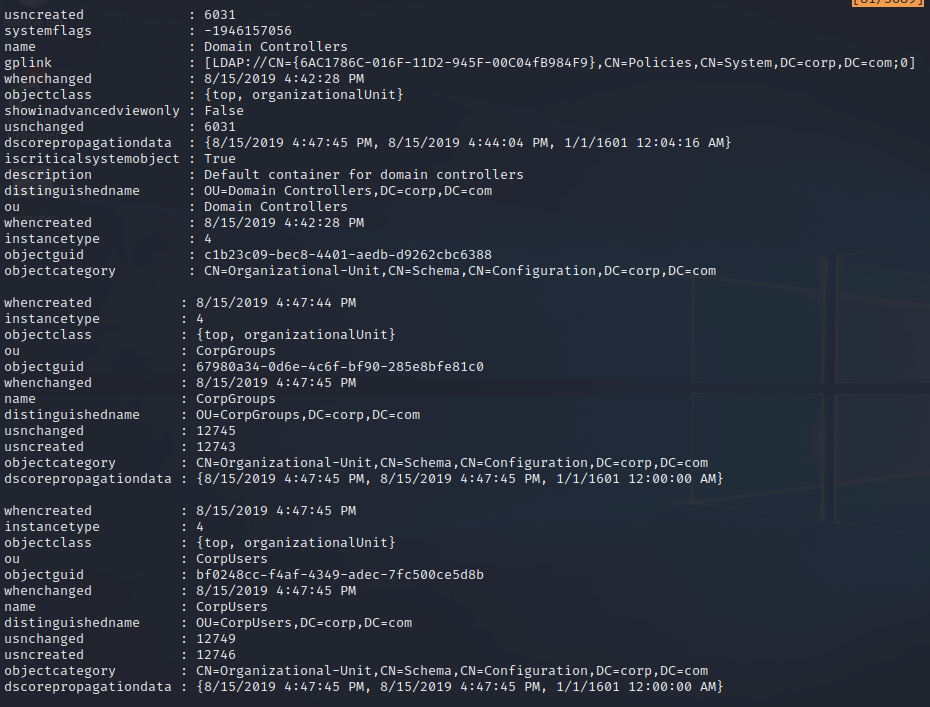 [81/3889]
usncreated : 6031
systemflags : -1946157056
name : Domain Controllers
gplink : [LDAP://CN={6AC1786C-016F-11D2-945F-00C04fB984F9},CN=Policies,CN=System,DC=corp,DC=com;0]
whenchanged : 8/15/2019 4:42:28 PM
objectclass : {top, organizationalUnit}
showinadvancedviewonly : False
usnchanged : 6031
dscorepropagationdata : {8/15/2019 4:47:45 PM, 8/15/2019 4:44:04 PM, 1/1/1601 12:04:16 AM}
iscriticalsystemobject : True
description : Default container for domain controllers
distinguishedname : OU=Domain Controllers,DC=corp,DC=com
ou : Domain Controllers
whencreated : 8/15/2019 4:42:28 PM
instancetype : 4
objectguid : c1b23c09-bec8-4401-aedb-d9262cbc6388
objectcategory : CN=Organizational-Unit,CN=Schema,CN=Configuration,DC=corp,DC=com
whencreated : 8/15/2019 4:47:44 PM
instancetype : 4
objectclass : {top, organizationalUnit}
ou : CorpGroups
objectguid : 67980a34-0d6e-4c6f-bf90-285e8bfe81c0
whenchanged : 8/15/2019 4:47:45 PM
name : CorpGroups
distinguishedname : OU=CorpGroups,DC=corp,DC=com
usnchanged : 12745
usncreated : 12743
objectcategory : CN=Organizational-Unit,CN=Schema,CN=Configuration,DC=corp,DC=com
dscorepropagationdata : {8/15/2019 4:47:45 PM, 8/15/2019 4:47:45 PM, 1/1/1601 12:00:00 AM}
whencreated : 8/15/2019 4:47:45 PM
instancetype : 4
objectclass : {top, organizationalUnit}
ou : CorpUsers
objectguid : bf0248cc-f4af-4349-adec-7fc500ce5d8b
whenchanged : 8/15/2019 4:47:45 PM
name : CorpUsers
distinguishedname : OU=CorpUsers,DC=corp,DC=com
usnchanged : 12749
usncreated : 12746
objectcategory : CN=Organizational-Unit,CN=Schema,CN=Configuration,DC=corp,DC=com
dscorepropagationdata : {8/15/2019 4:47:45 PM, 8/15/2019 4:47:45 PM, 1/1/1601 12:00:00 AM}